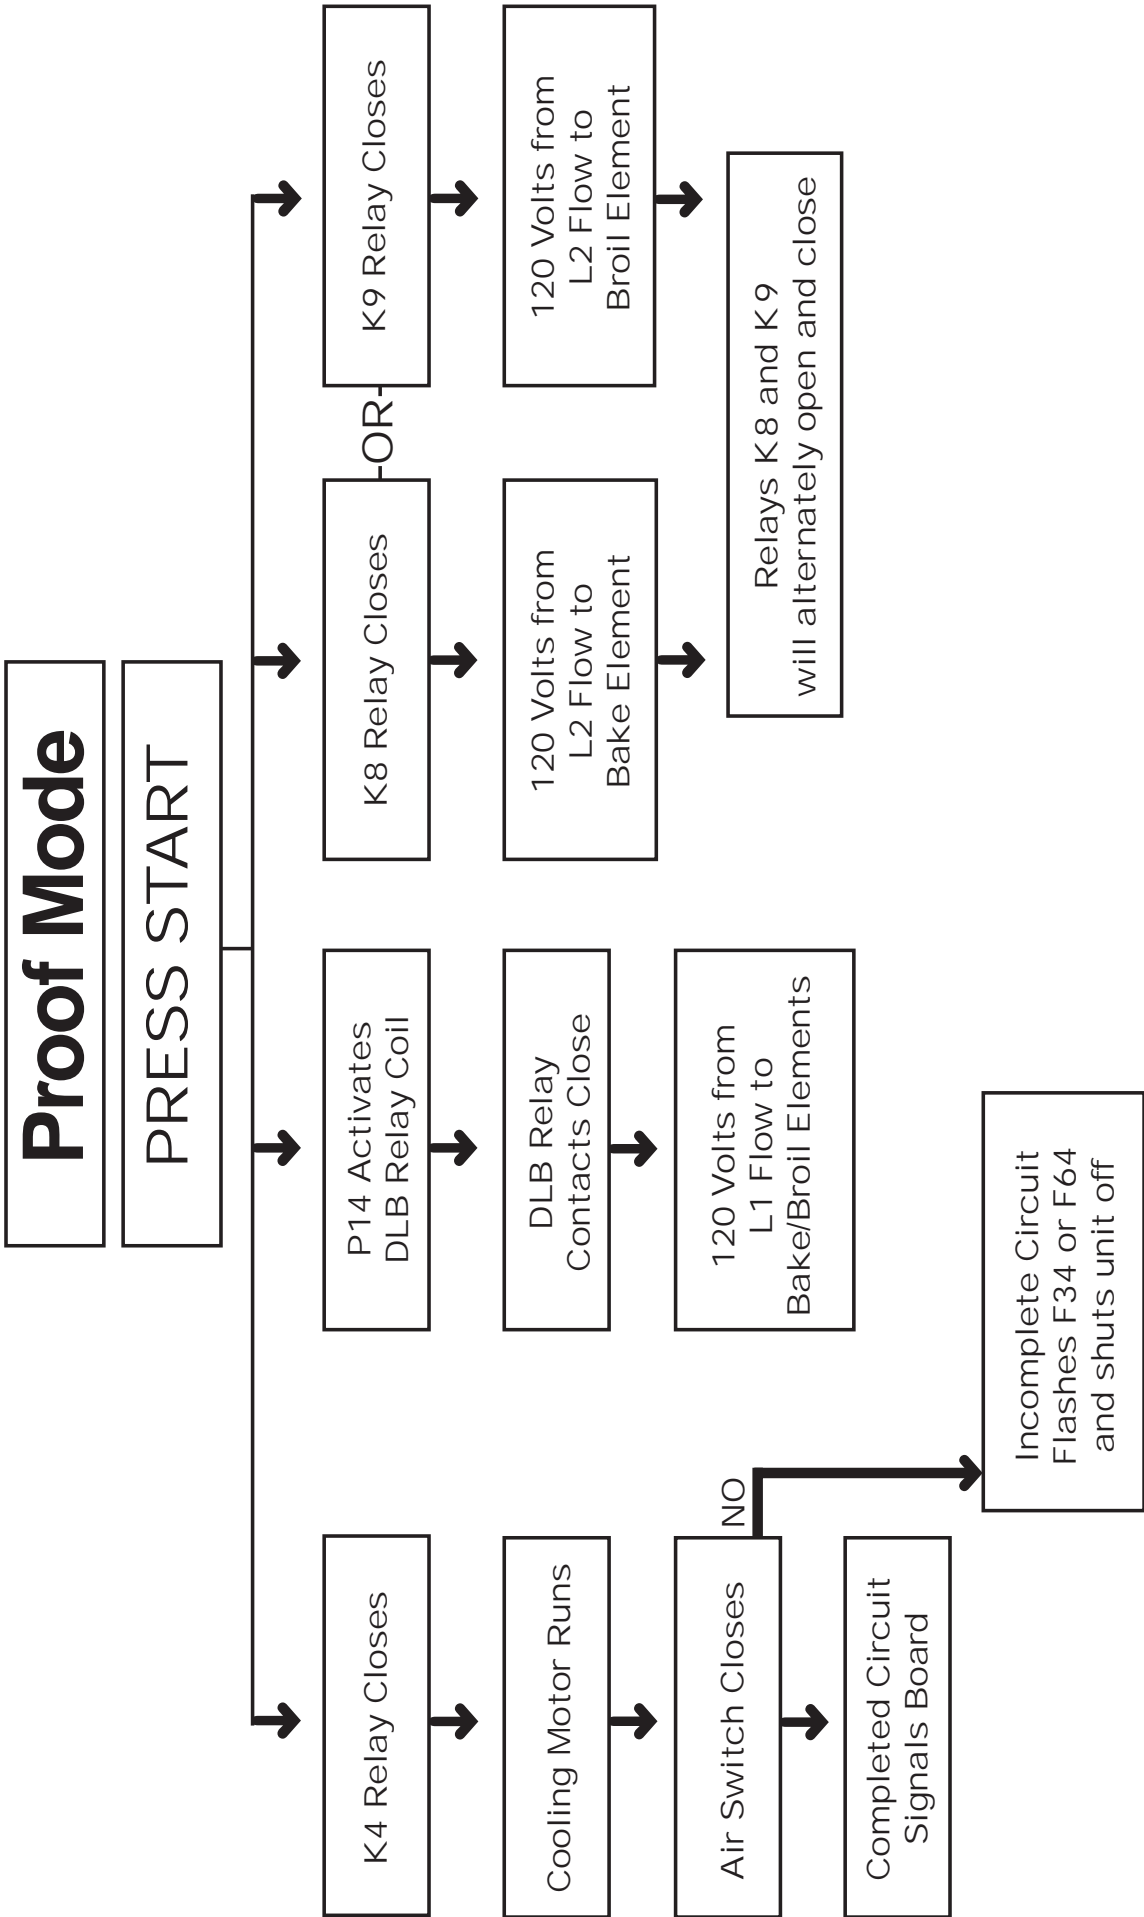 Proof Mode
PRESS START
K4 Relay Closes
Cooling Motor Runs
Air Switch Closes
NO
Completed Circuit
Signals Board
Incomplete Circuit
Flashes F34 or F64
and shuts unit off
P14 Activates
DLB Relay Coil
DLB Relay
Contacts Close
120 Volts from
L1 Flow to
Bake/Broil Elements
K8 Relay Closes
OR
K9 Relay Closes
120 Volts from
L2 Flow to
Bake Element
120 Volts from
L2 Flow to
Broil Element
Relays K8 and K9
will alternately open and close